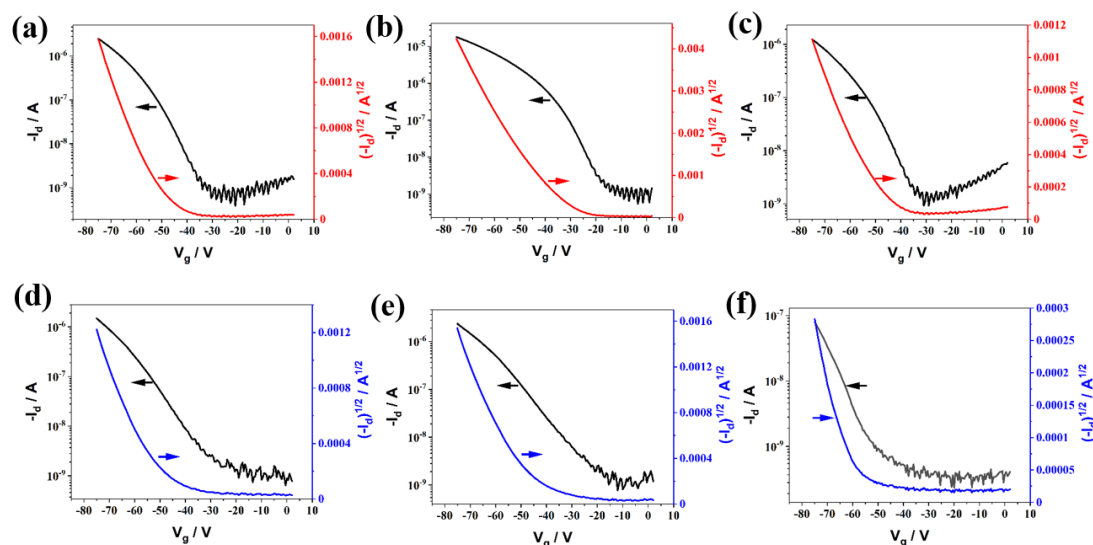 (a)
10⁻⁶
10⁻⁷
10⁻⁸
10⁻⁹
-I_d / A
0.0016
0.0012
0.0008
0.0004
0
(-I_d)^1/2 / A^1/2
-80 -70 -60 -50 -40 -30 -20 -10 0 10
V_g / V
(b)
10⁻⁵
10⁻⁶
10⁻⁷
10⁻⁸
10⁻⁹
-I_d / A
0.004
0.003
0.002
0.001
0
(-I_d)^1/2 / A^1/2
-80 -70 -60 -50 -40 -30 -20 -10 0 10
V_g / V
(c)
10⁻⁶
10⁻⁷
10⁻⁸
10⁻⁹
-I_d / A
0.0012
0.0010
0.0008
0.0006
0.0004
0.0002
0
(-I_d)^1/2 / A^1/2
-80 -70 -60 -50 -40 -30 -20 -10 0 10
V_g / V
(d)
10⁻⁶
10⁻⁷
10⁻⁸
10⁻⁹
-I_d / A
0.0012
0.0008
0.0004
0
(-I_d)^1/2 / A^1/2
-80 -70 -60 -50 -40 -30 -20 -10 0 10
V_g / V
(e)
10⁻⁶
10⁻⁷
10⁻⁸
10⁻⁹
-I_d / A
0.0016
0.0012
0.0008
0.0004
0
(-I_d)^1/2 / A^1/2
-80 -70 -60 -50 -40 -30 -20 -10 0 10
V_g / V
(f)
10⁻⁷
10⁻⁸
10⁻⁹
-I_d / A
0.0003
0.00025
0.0002
0.00015
0.0001
0.00005
0
(-I_d)^1/2 / A^1/2
-80 -70 -60 -50 -40 -30 -20 -10 0 10
V_g / V